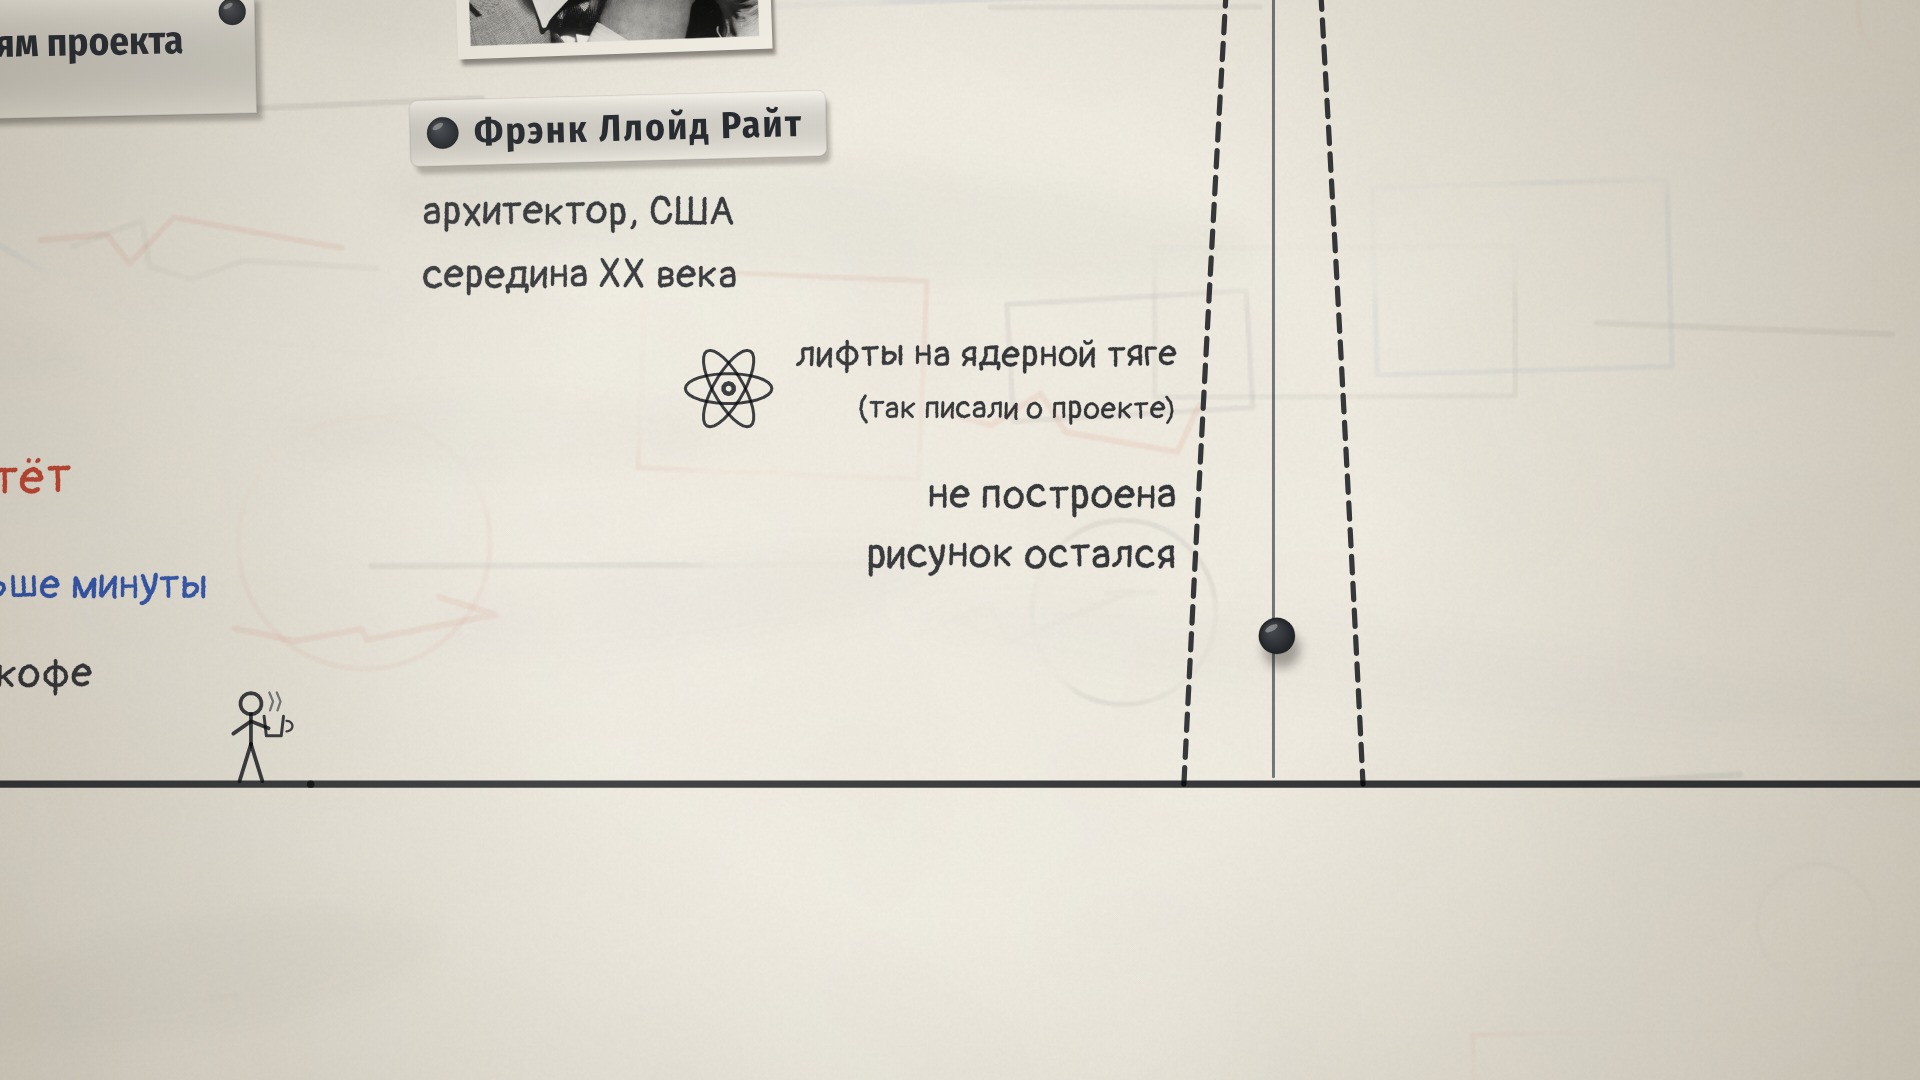 ям проекта
Фрэнк Ллойд Райт
архитектор, США
середина XX века
лифты на ядерной тяге
(так писали о проекте)
не построена
рисунок остался
тёт
ьше минуты
кофе